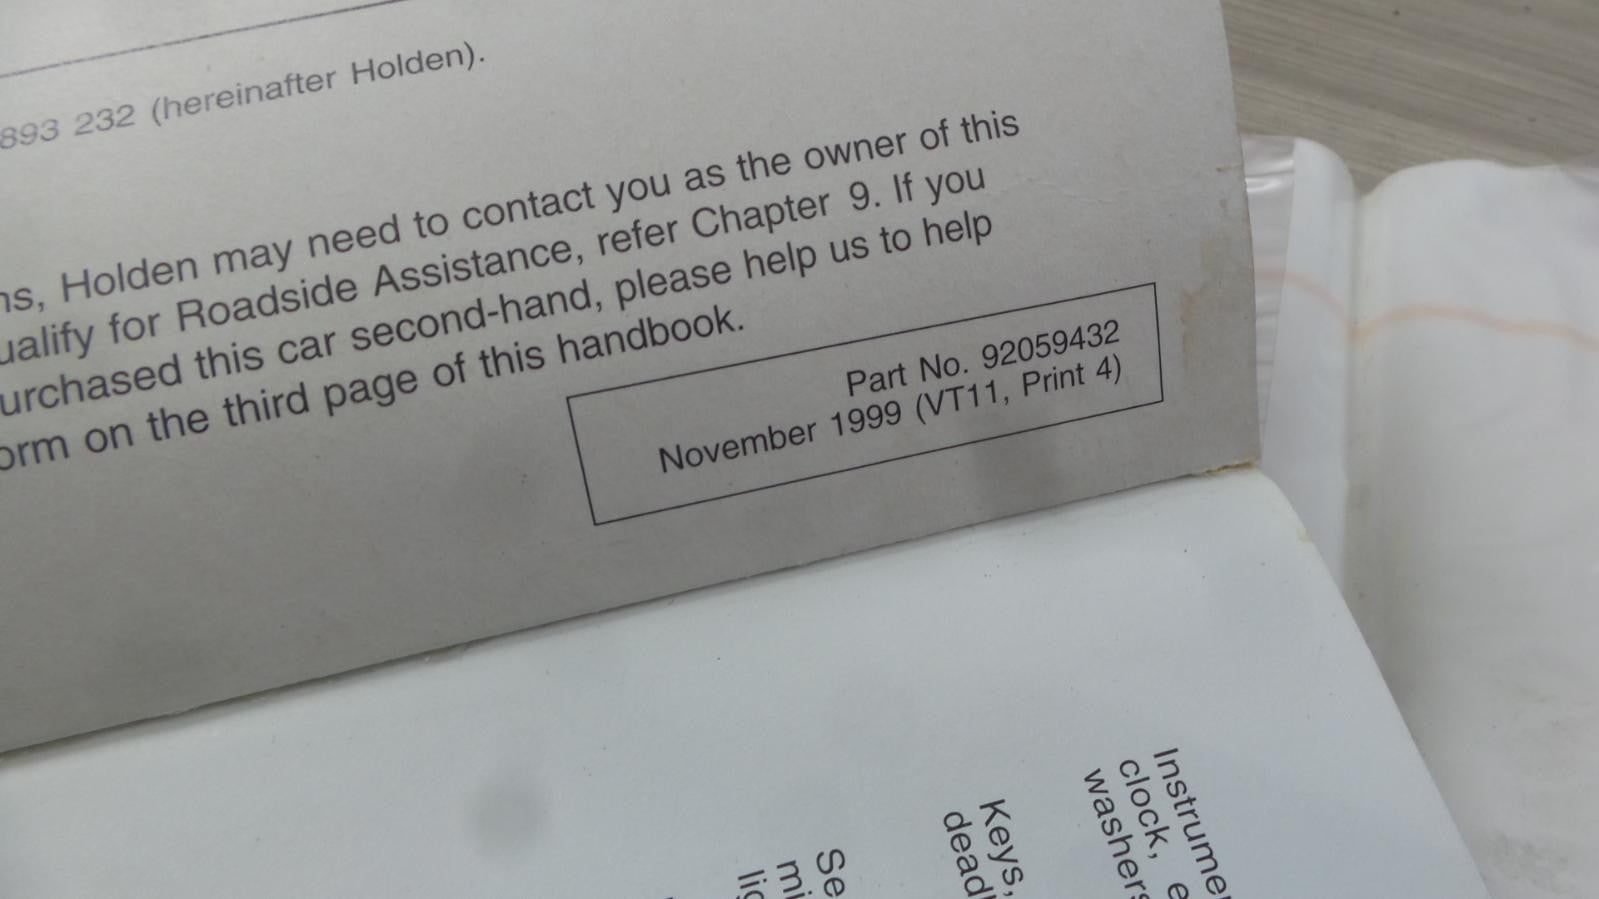 893 232 (hereinafter Holden).
ns, Holden may need to contact you as the owner of this
ualify for Roadside Assistance, refer Chapter 9. If you
urchased this car second-hand, please help us to help
orm on the third page of this handbook.
Part No. 92059432
November 1999 (VT11, Print 4)
Instrume
clock, e
washers
Keys,
dead
Se
mi
lig